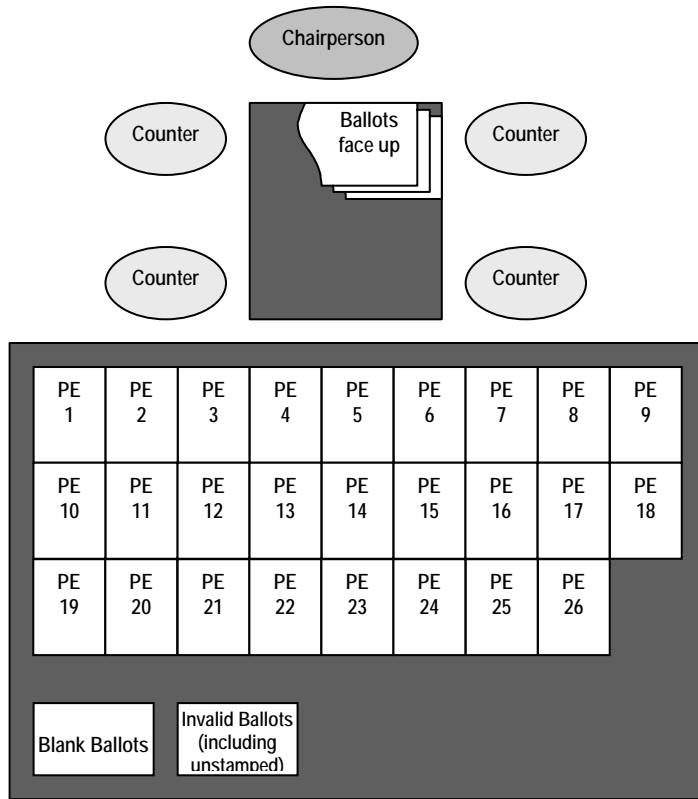 Chairperson
Counter
Ballots
face up
Counter
Counter
Counter
PE
1
PE
2
PE
3
PE
4
PE
5
PE
6
PE
7
PE
8
PE
9
PE
10
PE
11
PE
12
PE
13
PE
14
PE
15
PE
16
PE
17
PE
18
PE
19
PE
20
PE
21
PE
22
PE
23
PE
24
PE
25
PE
26
Blank Ballots
Invalid Ballots
(including
unstamped)